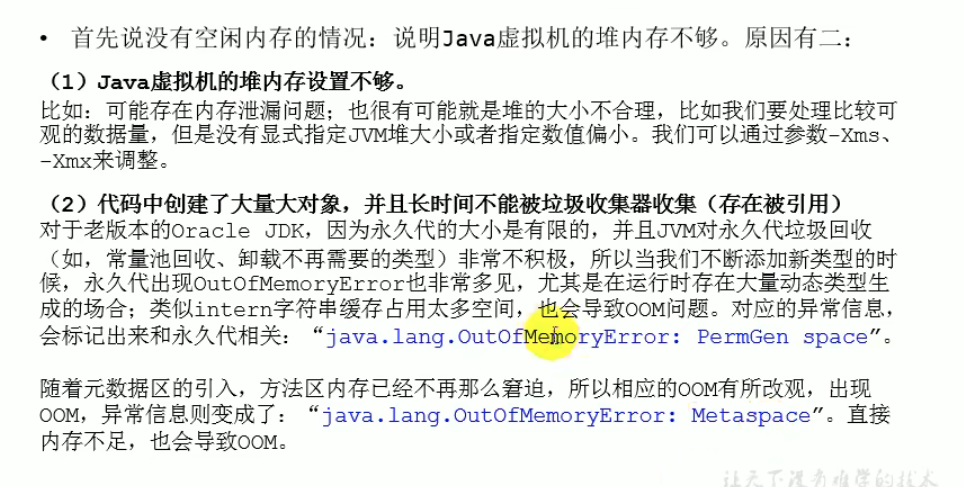 • 首先说没有空闲内存的情况：说明Java虚拟机的堆内存不够。原因有二：
（1）Java虚拟机的堆内存设置不够。
比如：可能存在内存泄漏问题；也很有可能就是堆的大小不合理，比如我们要处理比较可
观的数据量，但是没有显式指定JVM堆大小或者指定数值偏小。我们可以通过参数-Xms、
-Xmx来调整。
（2）代码中创建了大量大对象，并且长时间不能被垃圾收集器收集（存在被引用）
对于老版本的Oracle JDK，因为永久代的大小是有限的，并且JVM对永久代垃圾回收
（如，常量池回收、卸载不再需要的类型）非常不积极，所以当我们不断添加新类型的时
候，永久代出现OutOfMemoryError也非常多见，尤其是在运行时存在大量动态类型生
成的场合；类似intern字符串缓存占用太多空间，也会导致OOM问题。对应的异常信息，
会标记出来和永久代相关：“java.lang.OutOfMemoryError: PermGen space”。
随着元数据区的引入，方法区内存已经不再那么窘迫，所以相应的OOM有所改观，出现
OOM，异常信息则变成了：“java.lang.OutOfMemoryError: Metaspace”。直接
内存不足，也会导致OOM。
让天下没有难学的技术